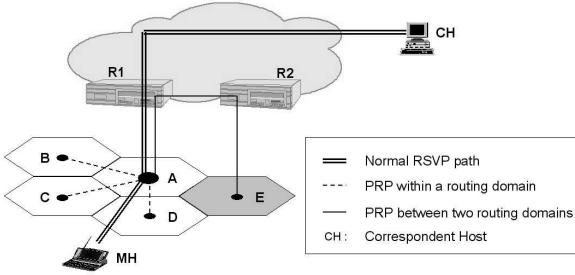 CH
R1
R2
B
A
C
E
D
MH
Normal RSVP path
PRP within a routing domain
PRP between two routing domains
CH : Correspondent Host